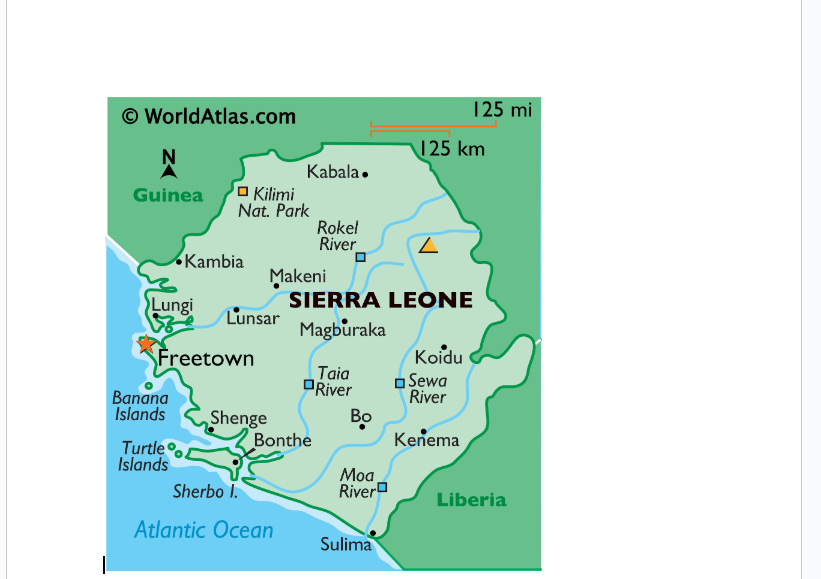 125 mi
© WorldAtlas.com
125 km
N
Kabala
Guinea
Kilimi
Nat. Park
Rokel
River
Kambia
Makeni
SIERRA LEONE
Lungi
Lunsar
Magburaka
Freetown
Koidu
Taia
River
Sewa
River
Banana
Islands
Shenge
Bo
Bonthe
Kenema
Turtle
Islands
Moa
River
Sherbo I.
Liberia
Atlantic Ocean
Sulima